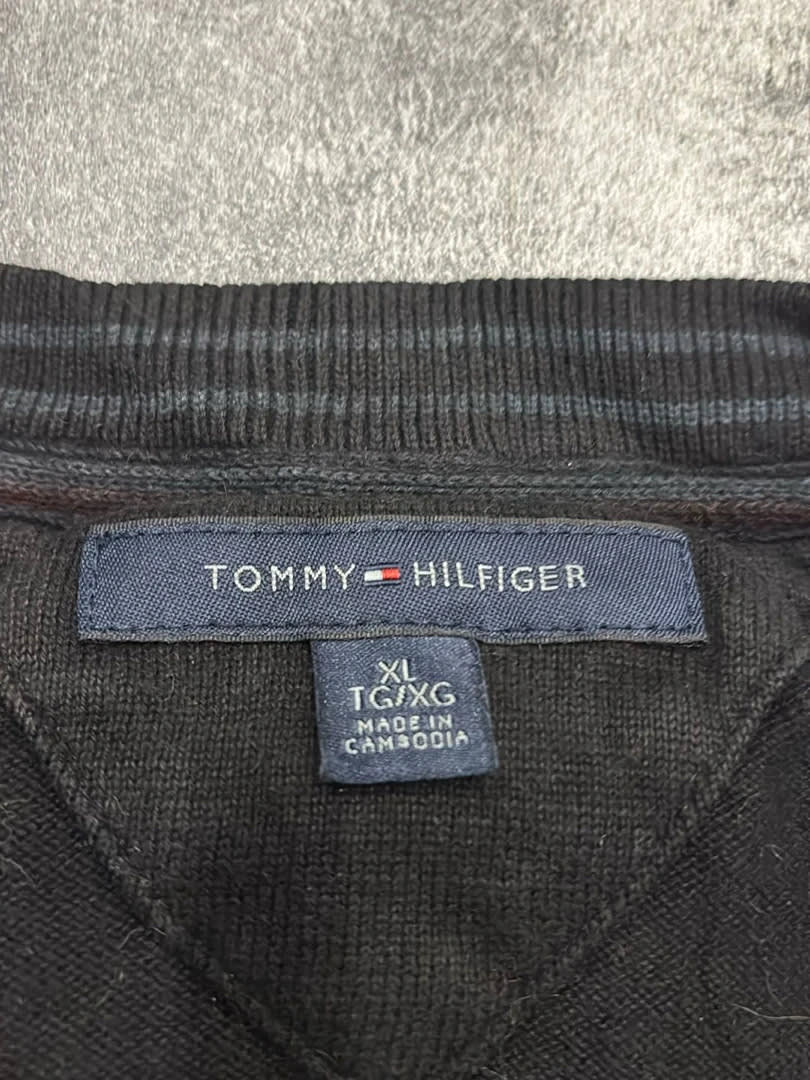 TOMMY HILFIGER
XL
TG/XG
MADE IN
CAMBODIA